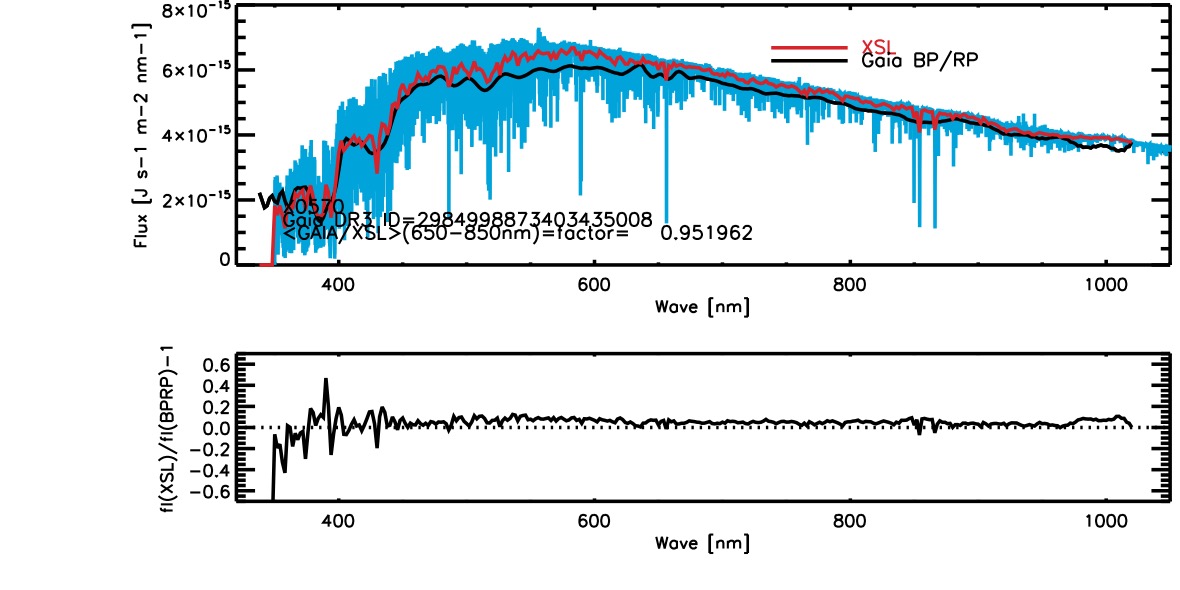 8×10−15
6×10−15
4×10−15
2×10−15
0
Flux [J s−1 m−2 nm−1]
XSL
Gaia BP/RP
X0570
Gaia DR3 ID=2984998873403435008
<GAIA/XSL>(650−850nm)=factor= 0.951962
400 600 800 1000
Wave [nm]
0.6
0.4
0.2
0.0
−0.2
−0.4
−0.6
fl(XSL)/fl(BPRP)−1
400 600 800 1000
Wave [nm]